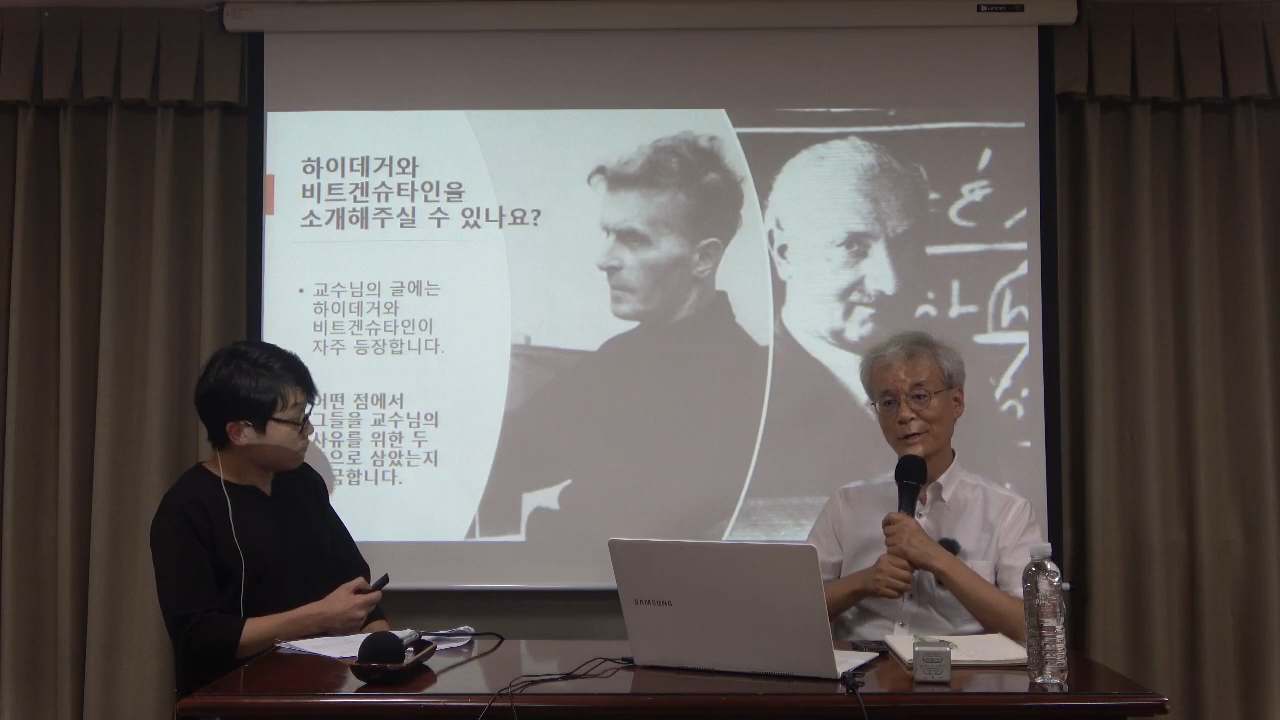 하이데거와
비트겐슈타인을
소개해주실 수 있나요?
• 교수님의 글에는
하이데거와
비트겐슈타인이
자주 등장합니다.
어떤 점에서
그들을 교수님의
사유를 위한 두
으로 삼았는지
합니다.
SAMSUNG